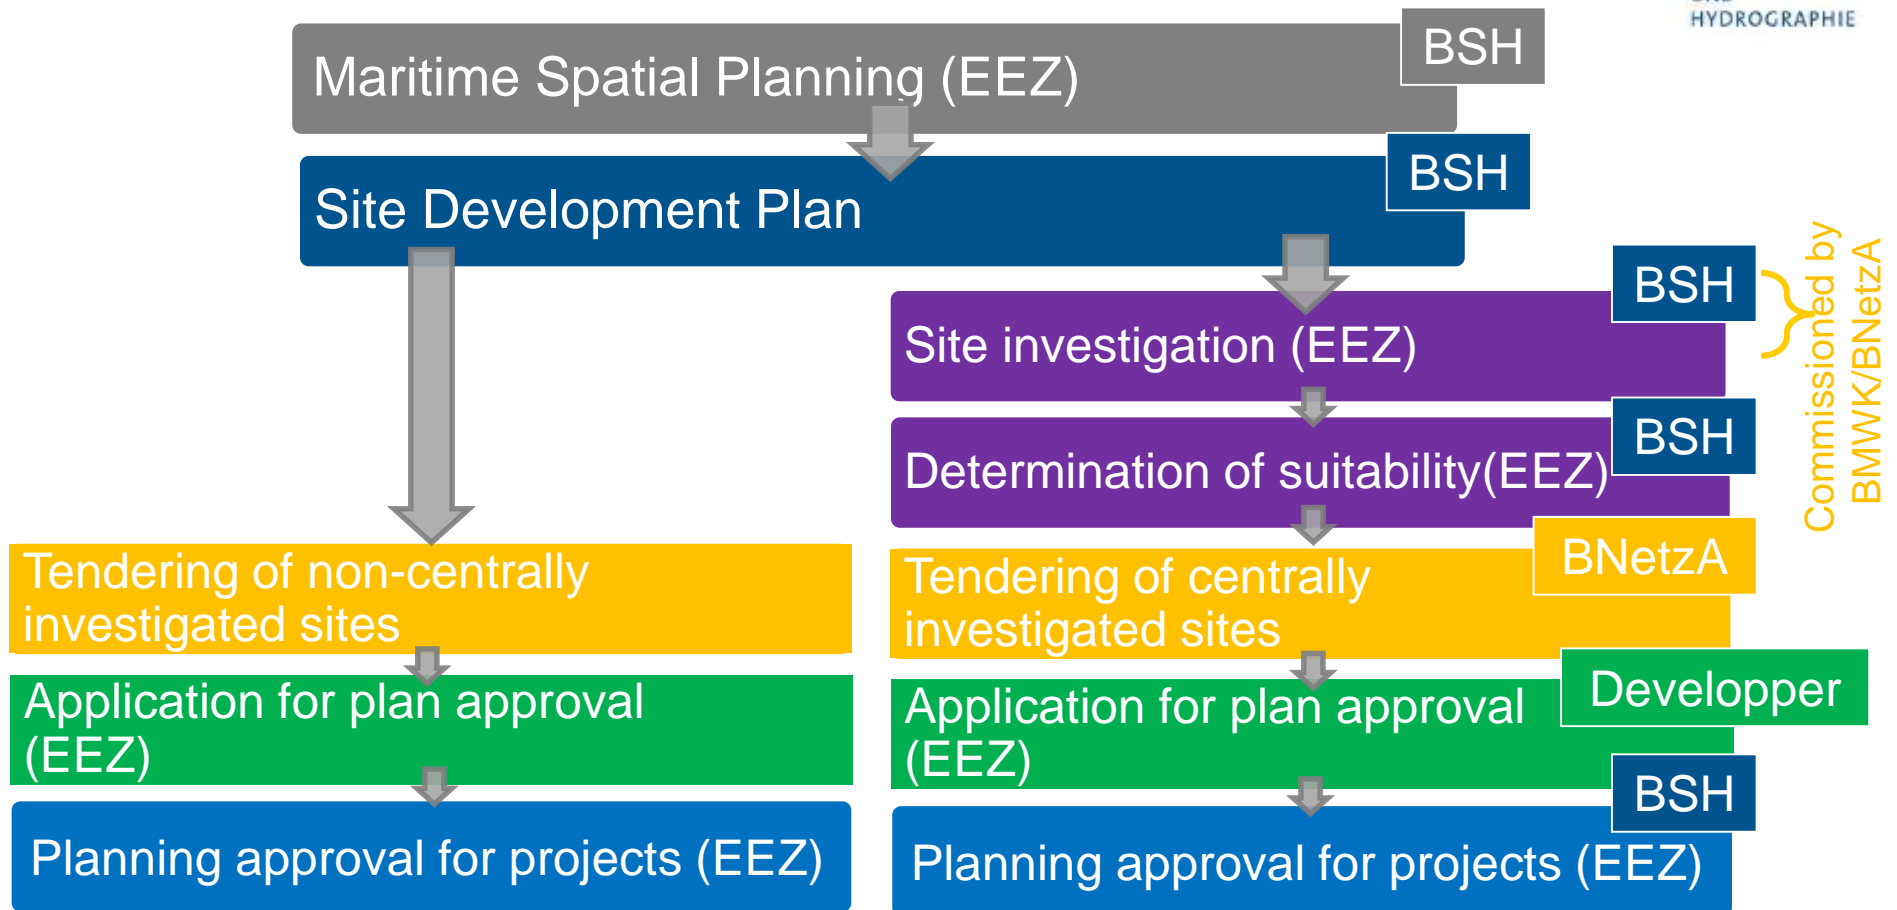 HYDROGRAPHIE
BSH
Maritime Spatial Planning (EEZ)
BSH
Site Development Plan
BSH
Site investigation (EEZ)
Commissioned by
BMWK/BNetzA
BSH
Determination of suitability(EEZ)
Tendering of non-centrally
investigated sites
BNetzA
Tendering of centrally
investigated sites
Application for plan approval
(EEZ)
Developper
Application for plan approval
(EEZ)
Planning approval for projects (EEZ)
BSH
Planning approval for projects (EEZ)